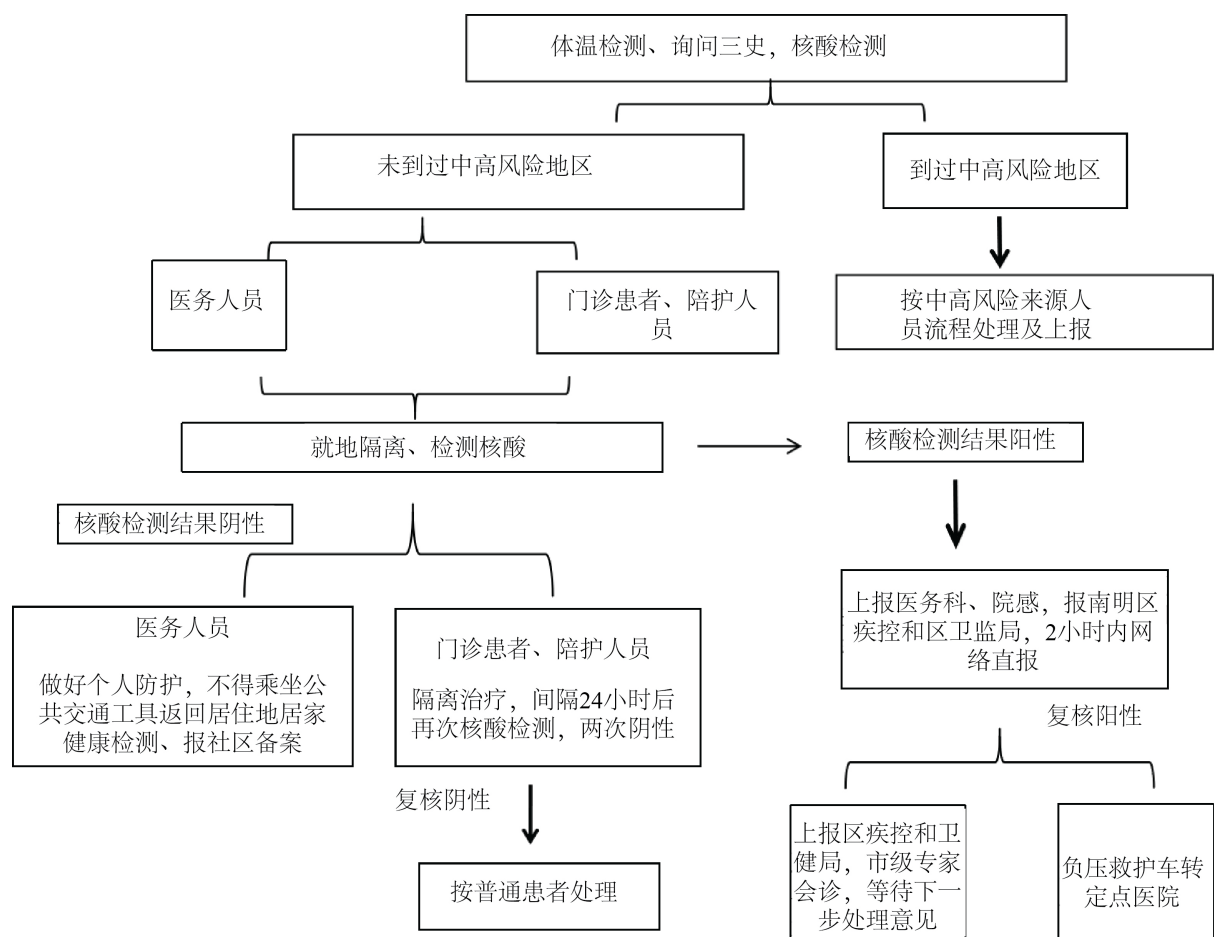 体温检测、询问三史，核酸检测
未到过中高风险地区
到过中高风险地区
医务人员
门诊患者、陪护人
员
按中高风险来源人
员流程处理及上报
就地隔离、检测核酸
核酸检测结果阳性
核酸检测结果阴性
医务人员
做好个人防护，不得乘坐公
共交通工具返回居住地居家
健康检测、报社区备案
门诊患者、陪护人员
隔离治疗，间隔24小时后
再次核酸检测，两次阴性
上报医务科、院感，报南明区
疾控和区卫监局，2小时内网
络直报
复核阳性
复核阴性
按普通患者处理
上报区疾控和卫
健局，市级专家
会诊，等待下一
步处理意见
负压救护车转
定点医院